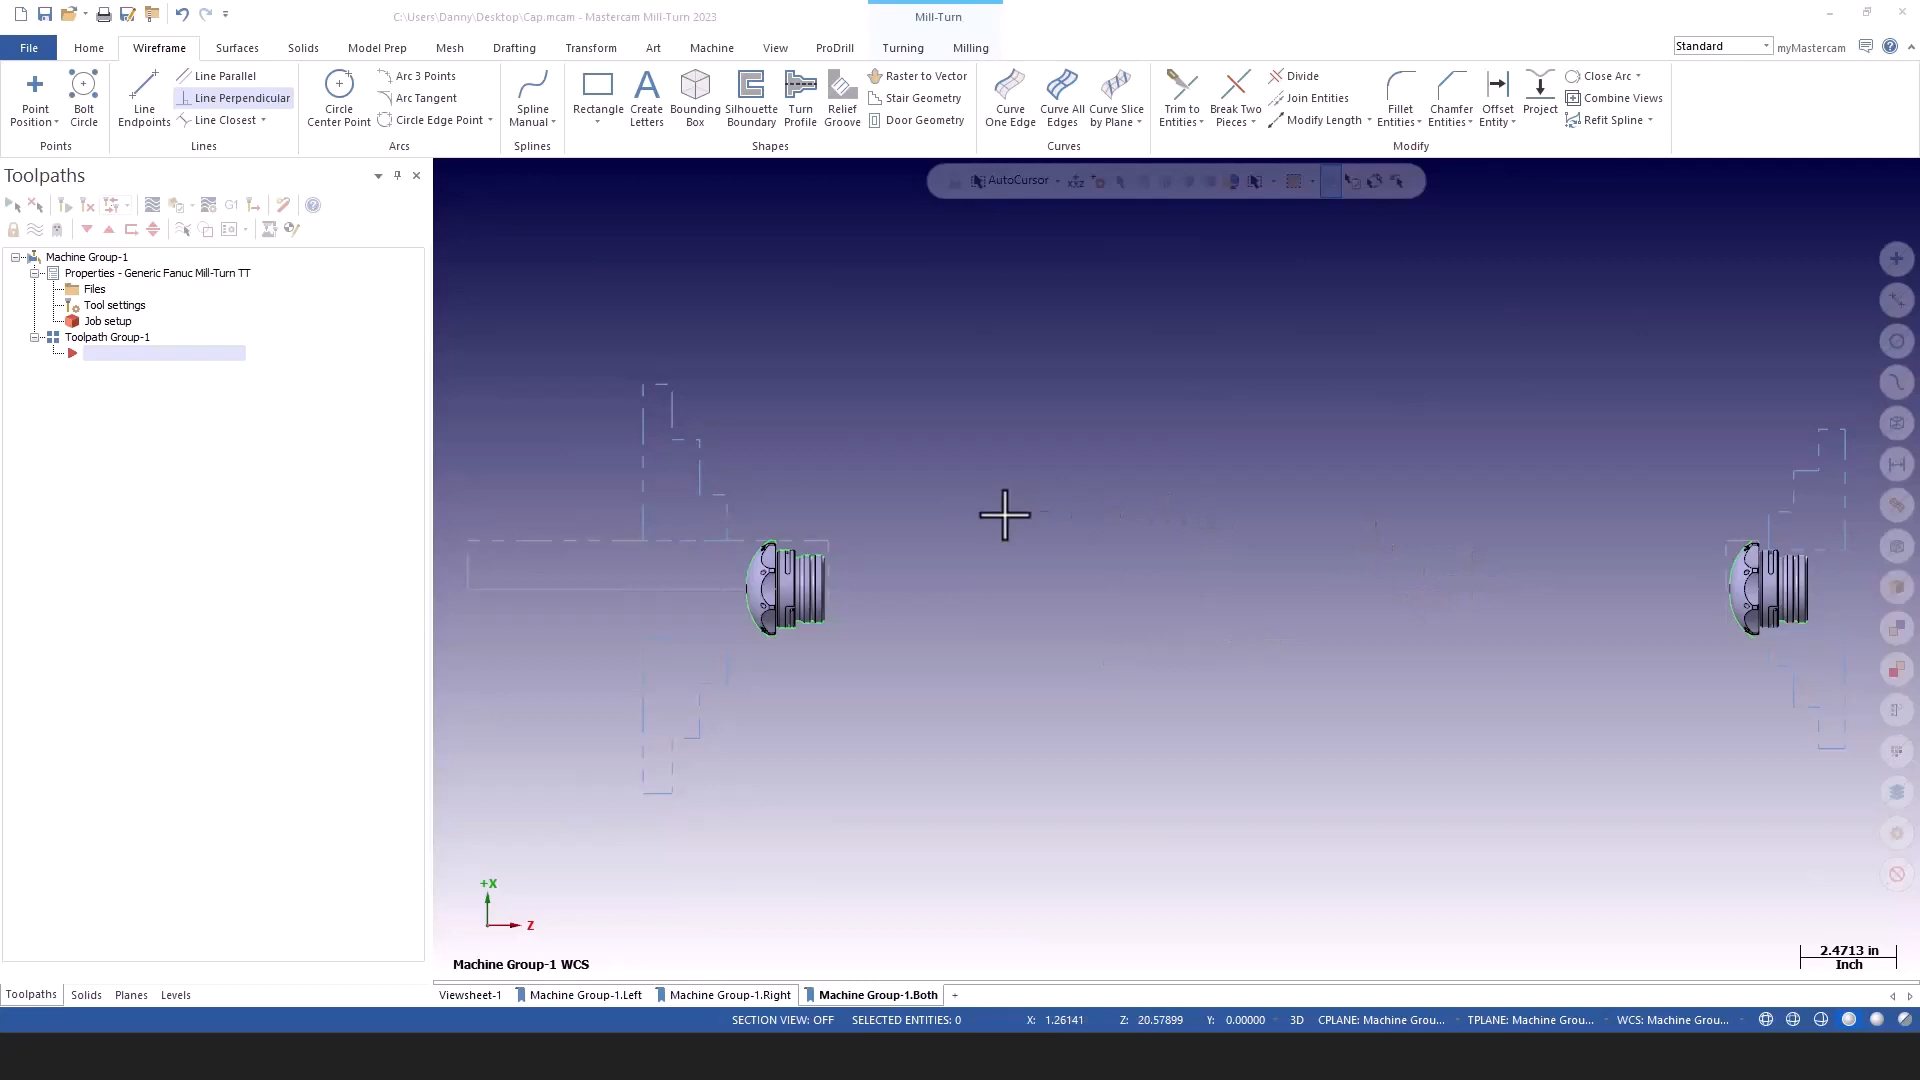 C:\Users\Danny\Desktop\Cap.mcam - Mastercam Mill-Turn 2023
Mill-Turn
File Home Wireframe Surfaces Solids Model Prep Mesh Drafting Transform Art Machine View ProDrill Turning Milling
Standard myMastercam
Point Position
Bolt Circle
Points
Line Endpoints
Line Parallel
Line Perpendicular
Line Closest
Lines
Circle Center Point
Arc 3 Points
Arc Tangent
Circle Edge Point
Arcs
Spline Manual
Splines
Rectangle
Create Letters
Bounding Box
Silhouette Boundary
Turn Profile
Relief Groove
Raster to Vector
Stair Geometry
Door Geometry
Shapes
Curve One Edge
Curve All Edges
Curve Slice by Plane
Curves
Trim to Entities
Break Two Pieces
Divide
Join Entities
Modify Length
Fillet Entities
Chamfer Entities
Offset Entity
Project
Close Arc
Combine Views
Refit Spline
Modify
Toolpaths
G1
Machine Group-1
Properties - Generic Fanuc Mill-Turn TT
Files
Tool settings
Job setup
Toolpath Group-1
AutoCursor
XYZ
+X
Z
Machine Group-1 WCS
2.4713 in
Inch
Toolpaths Solids Planes Levels
Viewsheet-1 Machine Group-1.Left Machine Group-1.Right Machine Group-1.Both +
SECTION VIEW: OFF SELECTED ENTITIES: 0 X: 1.26141 Z: 20.57899 Y: 0.00000 3D CPLANE: Machine Grou... TPLANE: Machine Grou... WCS: Machine Grou...